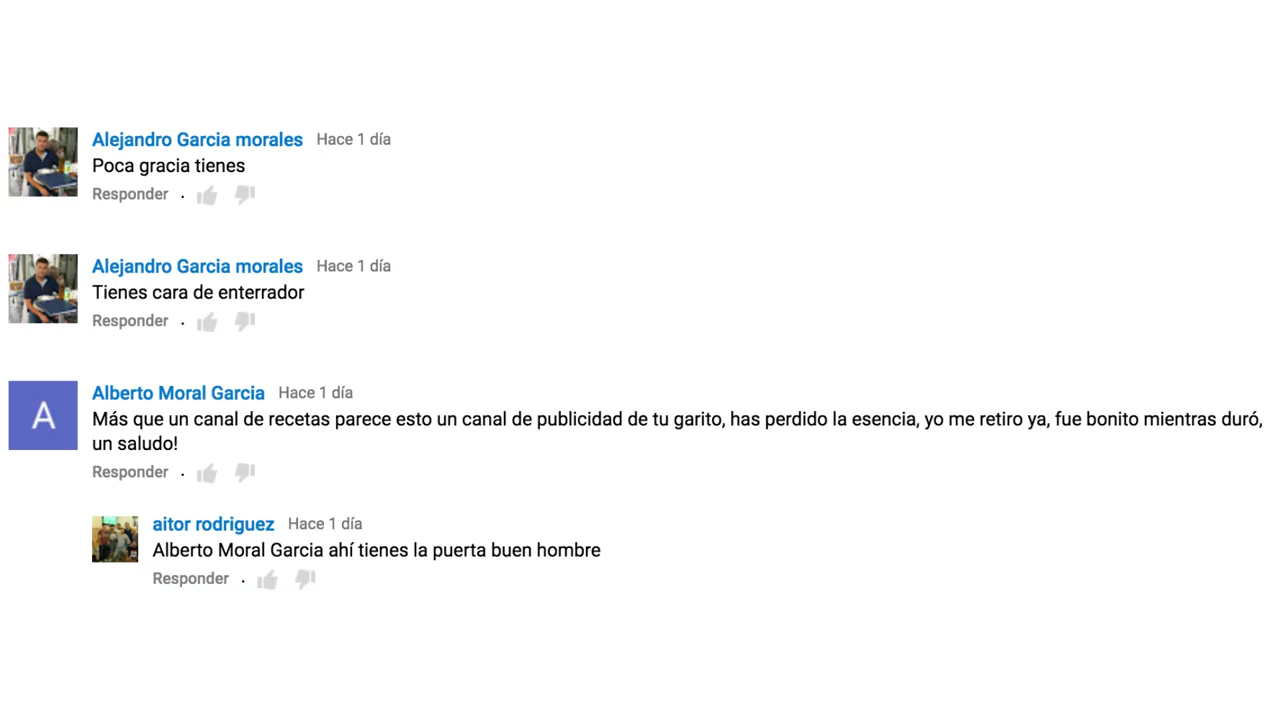 Alejandro Garcia morales Hace 1 día
Poca gracia tienes
Responder .
Alejandro Garcia morales Hace 1 día
Tienes cara de enterrador
Responder .
A
Alberto Moral Garcia Hace 1 día
Más que un canal de recetas parece esto un canal de publicidad de tu garito, has perdido la esencia, yo me retiro ya, fue bonito mientras duró,
un saludo!
Responder .
aitor rodriguez Hace 1 día
Alberto Moral Garcia ahí tienes la puerta buen hombre
Responder .